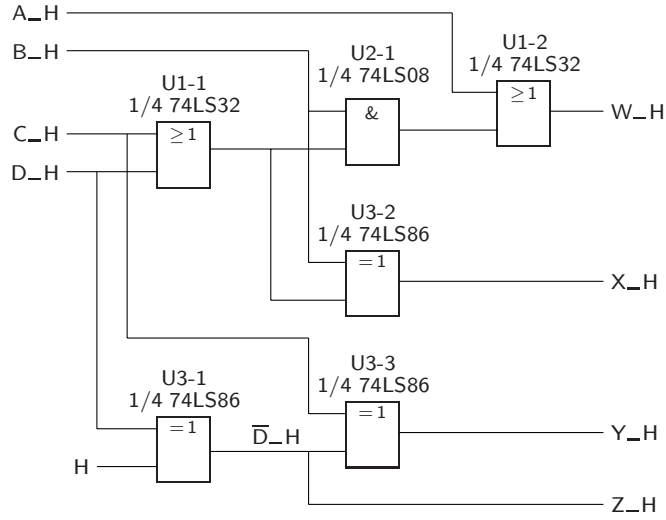 A_H
B_H
U2-1
1/4 74LS08
U1-2
1/4 74LS32
U1-1
1/4 74LS32
≥1
&
≥1
W_H
C_H
D_H
U3-2
1/4 74LS86
=1
X_H
U3-1
1/4 74LS86
U3-3
1/4 74LS86
=1
=1
D̅_H
Y_H
H
Z_H